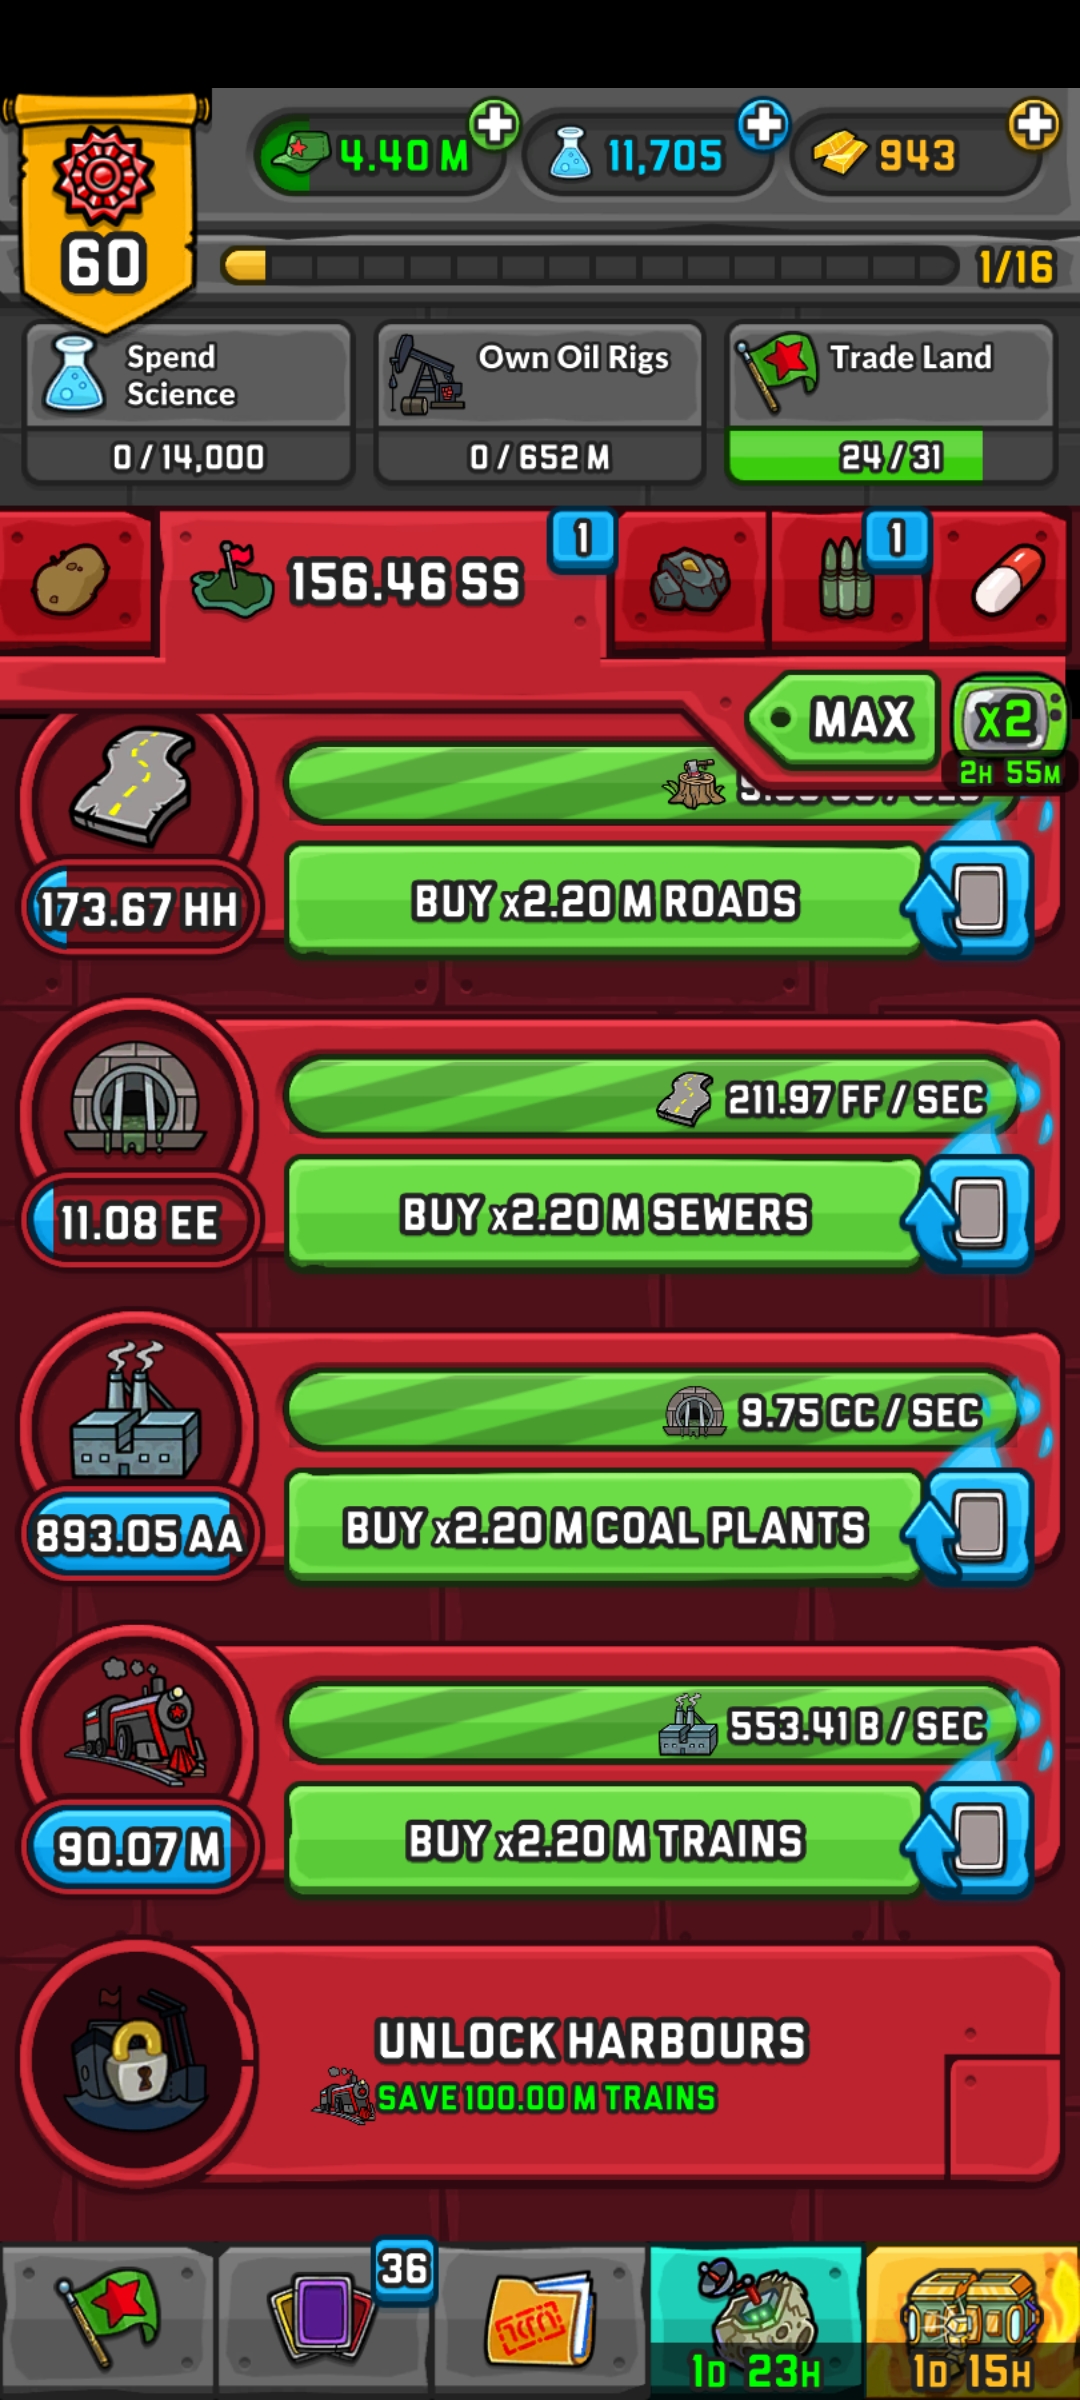 4.40 M
11,705
943
60
1/16
Spend
Science
0/14,000
Own Oil Rigs
0/652 M
Trade Land
24/31
156.46 SS
1
1
MAX
x2
2H 55M
173.67 HH
BUY x2.20 M ROADS
211.97 FF / SEC
11.08 EE
BUY x2.20 M SEWERS
9.75 CC / SEC
893.05 AA
BUY x2.20 M COAL PLANTS
553.41 B / SEC
90.07 M
BUY x2.20 M TRAINS
UNLOCK HARBOURS
SAVE 100.00 M TRAINS
36
1D 23H
1D 15H